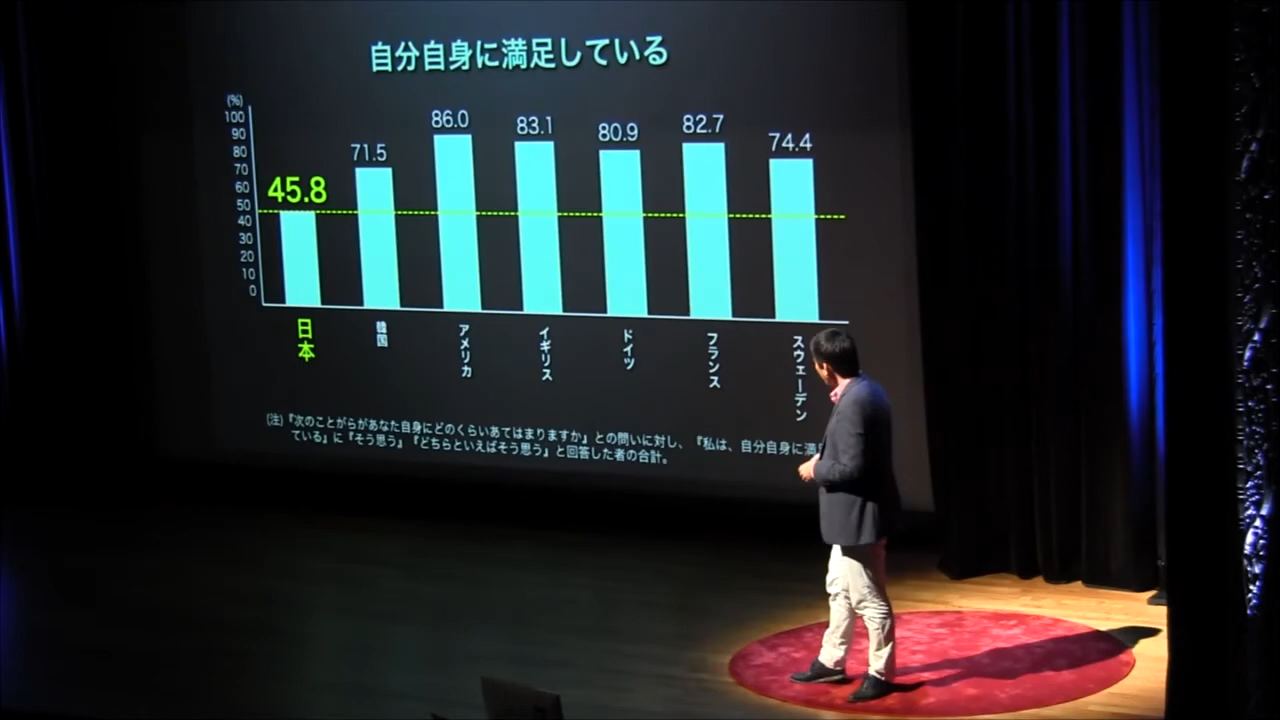 自分自身に満足している
(%)
100
90
80
70
60
50
40
30
20
10
0
45.8
71.5
86.0
83.1
80.9
82.7
74.4
日本
韓国
アメリカ
イギリス
ドイツ
フランス
スウェーデン
(注)『次のことがらがあなた自身にどのくらいあてはまりますか』との問いに対し、『私は、自分自身に満
ている』に『そう思う』『どちらといえばそう思う』と回答した者の合計。